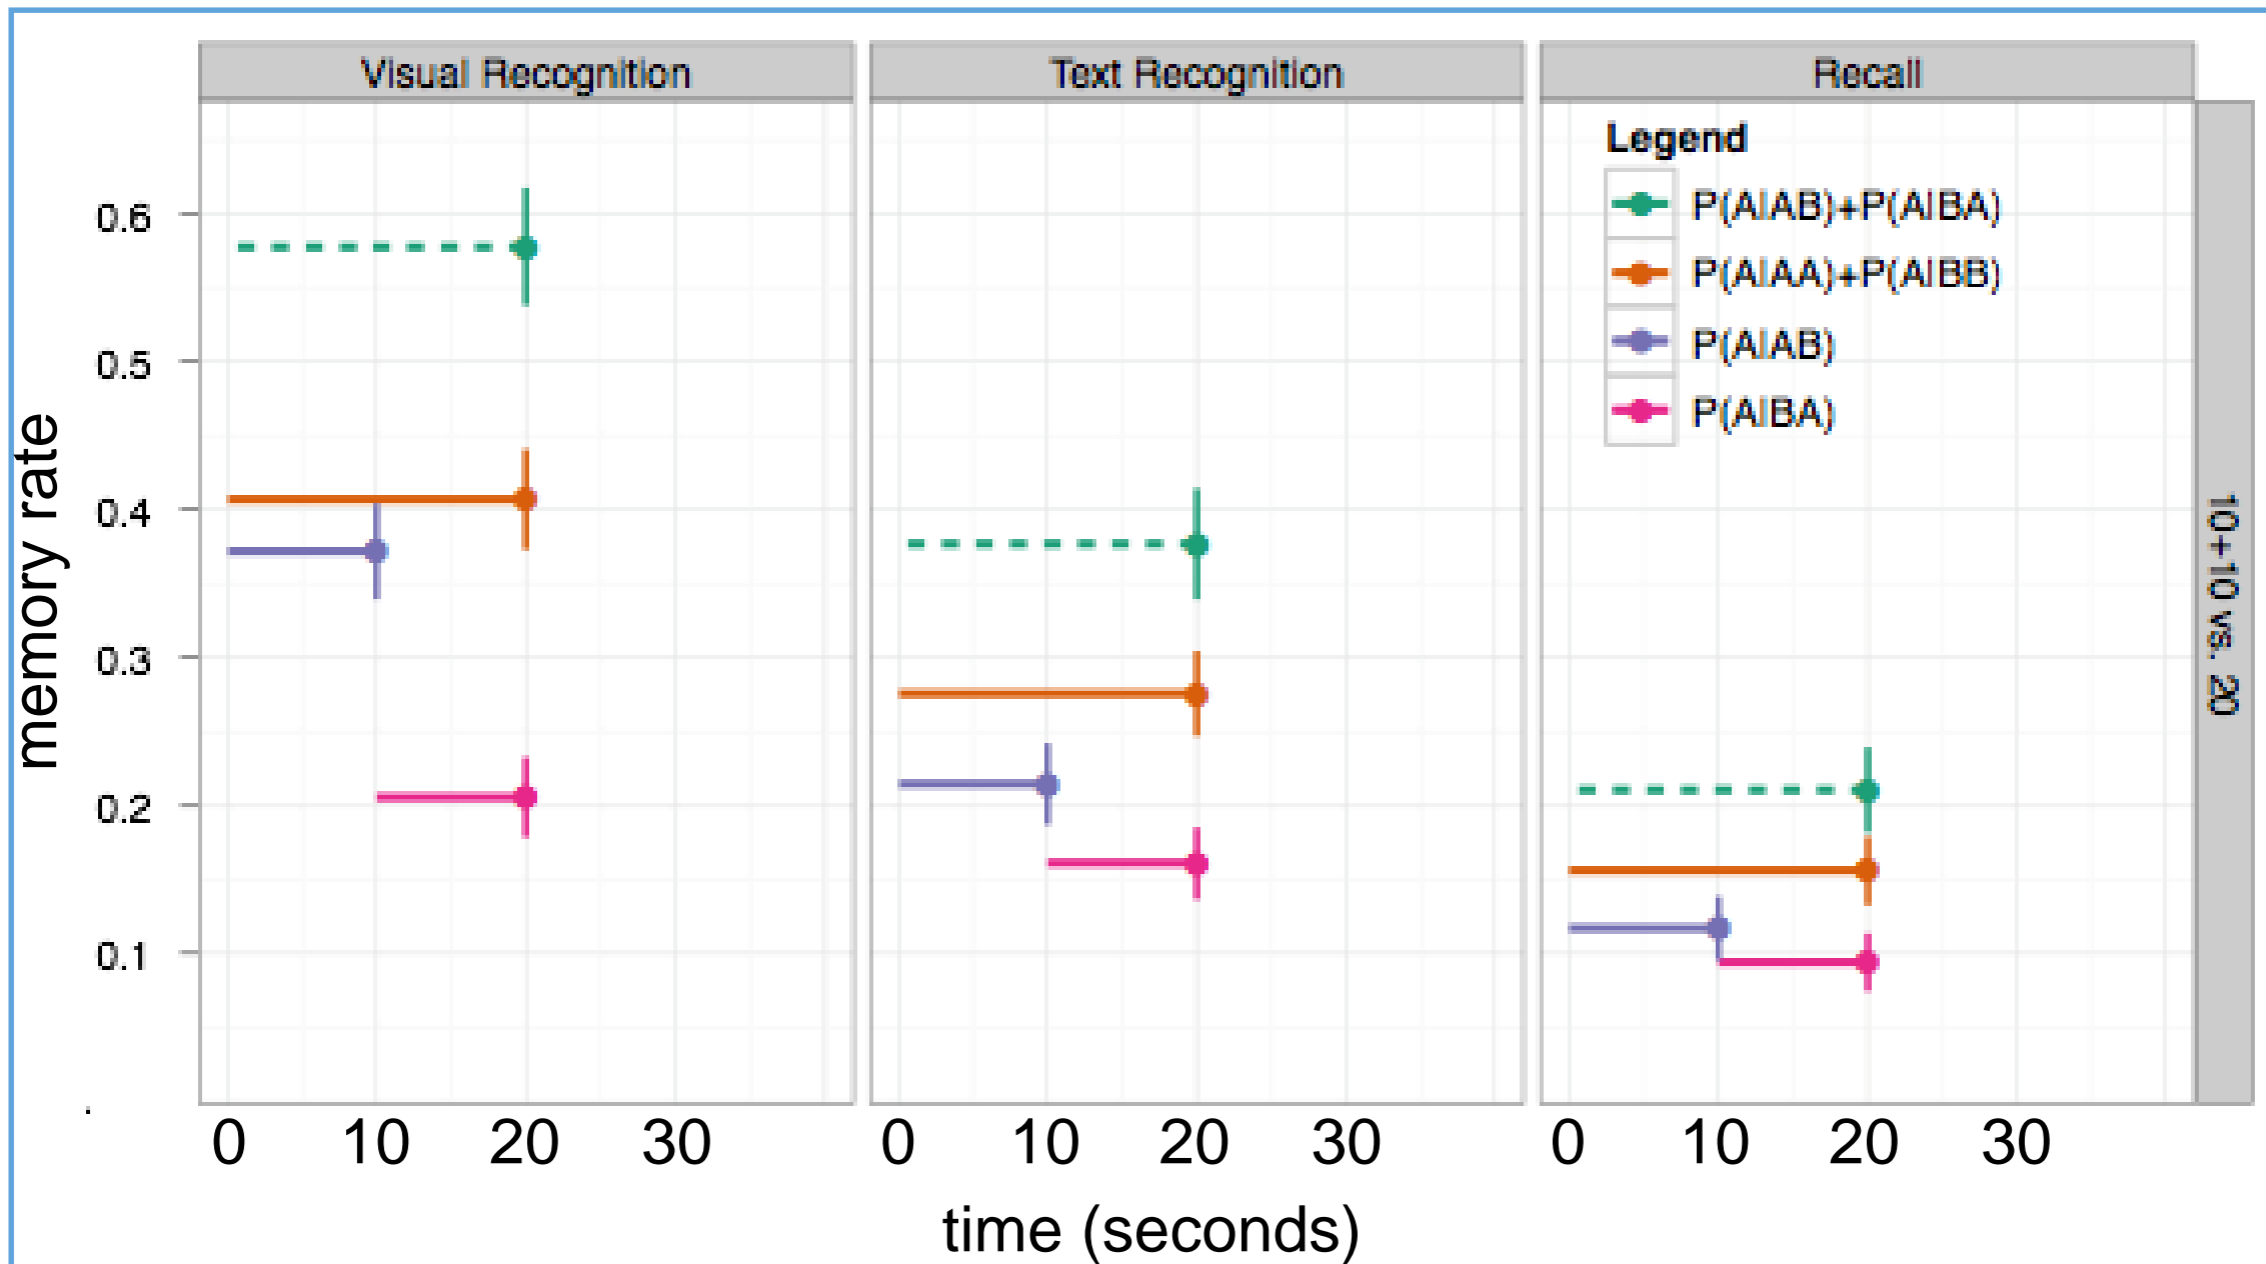 Visual Recognition
Text Recognition
Recall
Legend
P(A|AB)+P(A|BA)
P(A|AA)+P(A|BB)
P(A|AB)
P(A|BA)
0.6
0.5
0.4
0.3
0.2
0.1
memory rate
10+10 vs. 20
0 10 20 30
0 10 20 30
0 10 20 30
time (seconds)